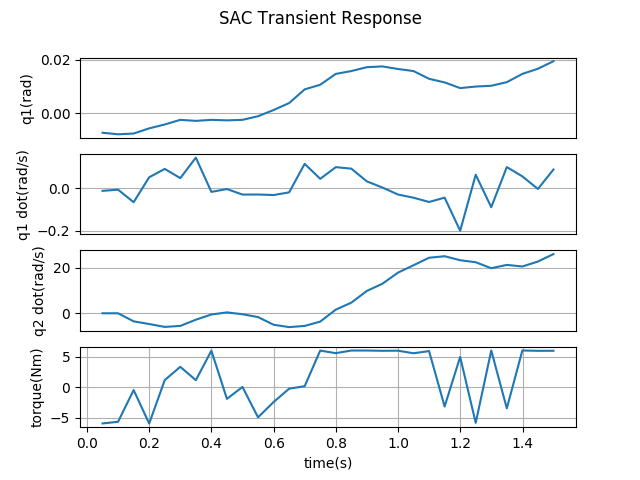 SAC Transient Response
0.02
0.00
q1(rad)
0.0
−0.2
q1 dot(rad/s)
20
0
q2 dot(rad/s)
5
0
−5
torque(Nm)
0.0 0.2 0.4 0.6 0.8 1.0 1.2 1.4
time(s)